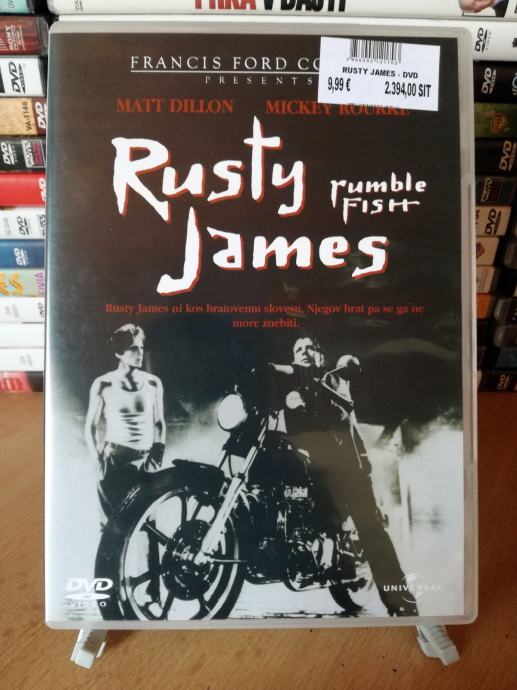 FRANCIS FORD CO
PRESENTS
RUSTY JAMES - DVD
9,99 € 2.394,00 SIT
MATT DILLON MICKEY ROURKE
Rusty
rumble
FISH
James
Rusty James ni kos bratovemu slovesu. Njegov brat pa se ga ne
more znebiti.
DVD
VIDEO
UNIVERSAL
VA-3148